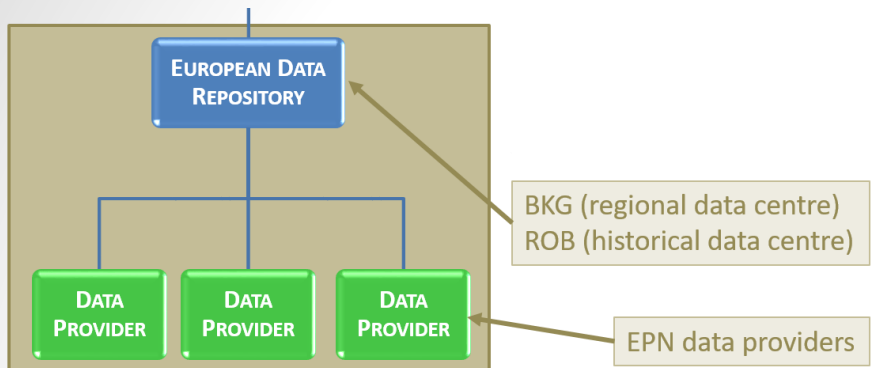 EUROPEAN DATA
REPOSITORY
BKG (regional data centre)
ROB (historical data centre)
DATA
PROVIDER
DATA
PROVIDER
DATA
PROVIDER
EPN data providers